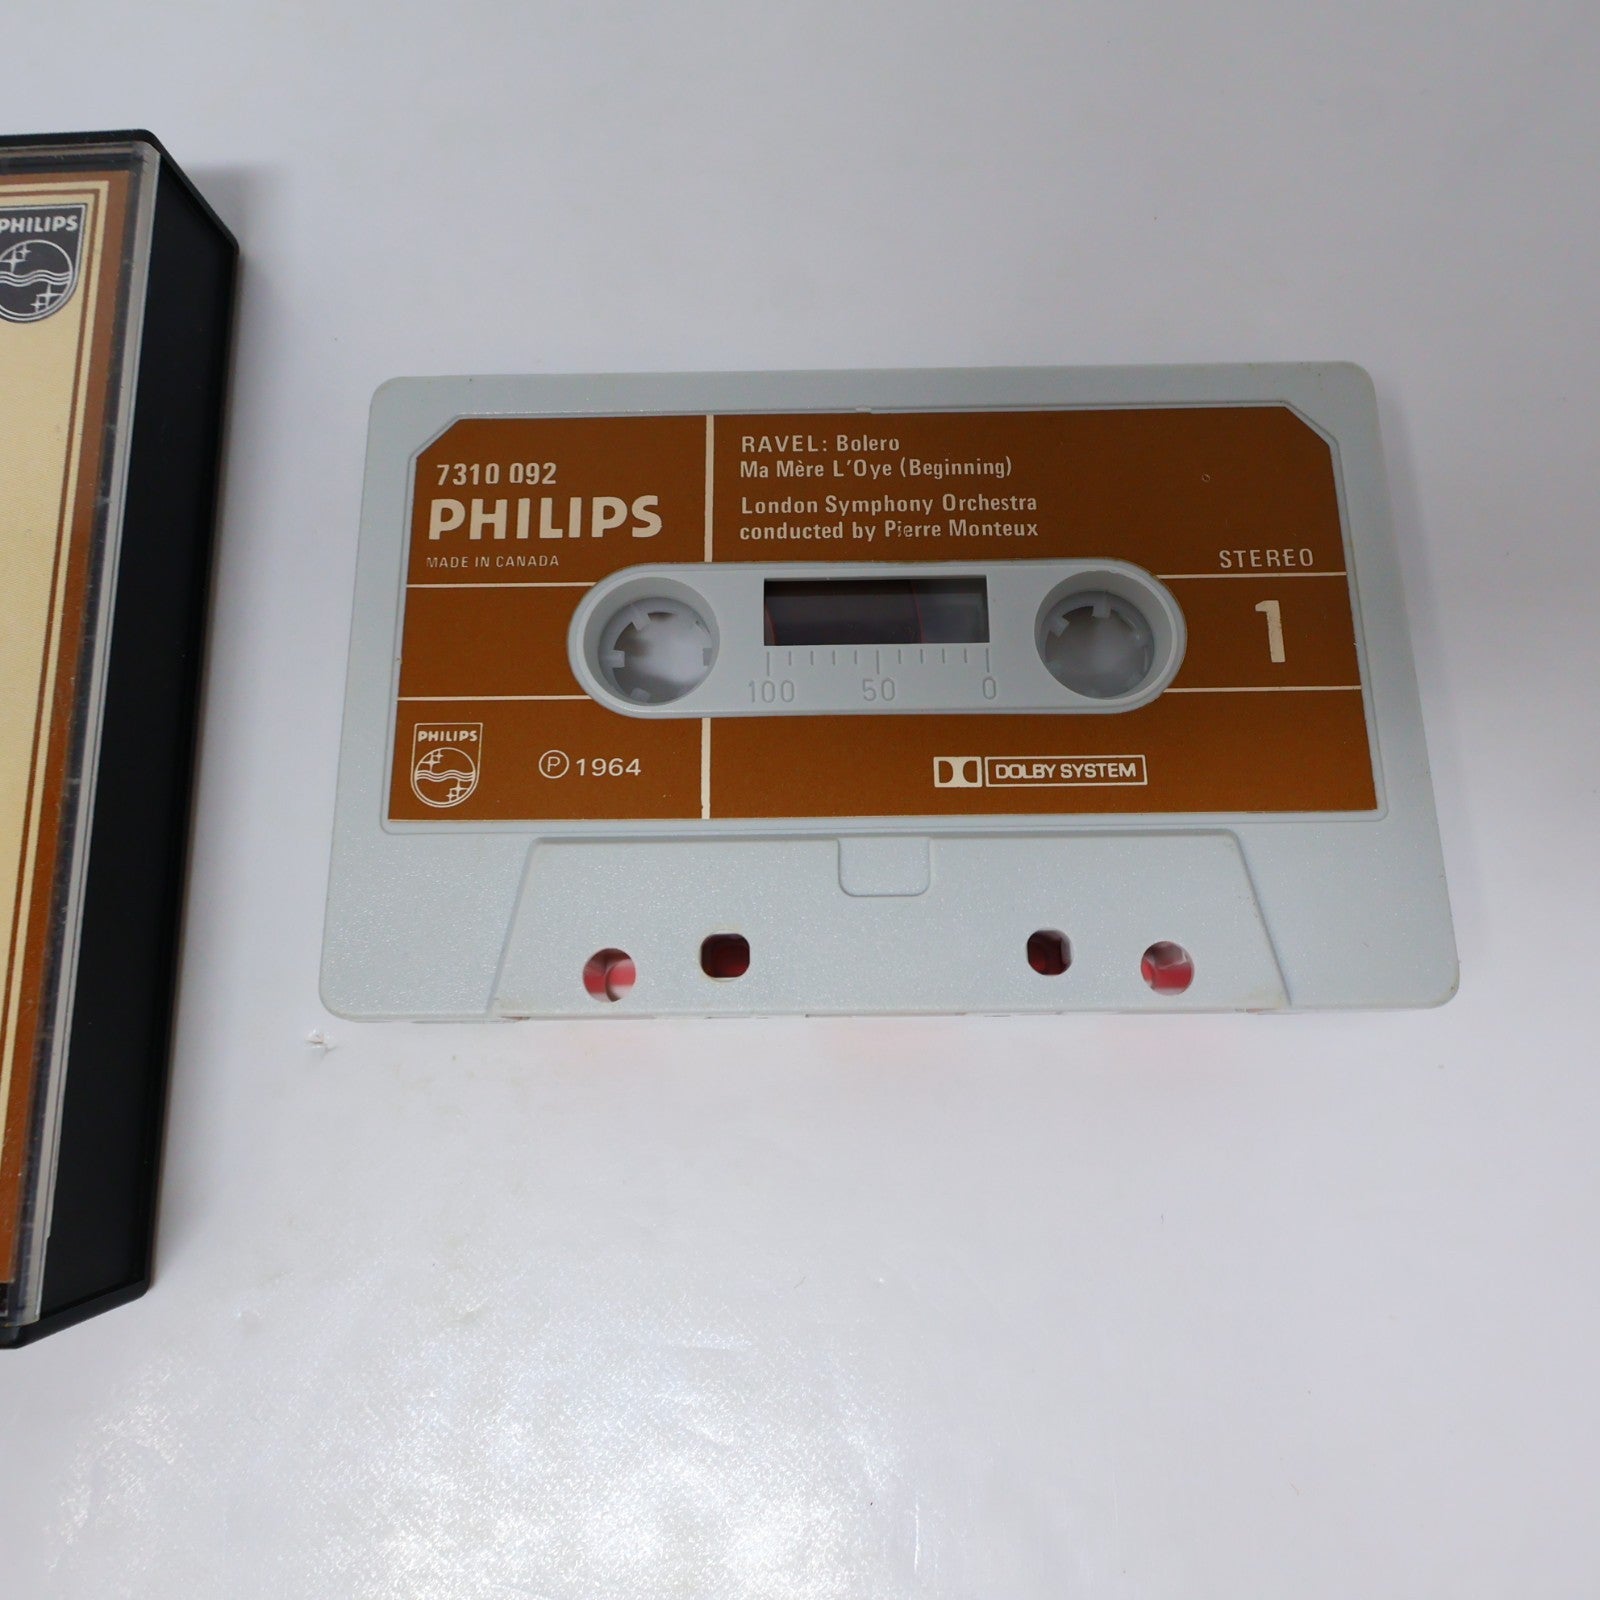 PHILIPS
7310 092
PHILIPS
MADE IN CANADA
RAVEL: Bolero
Ma Mère L'Oye (Beginning)
London Symphony Orchestra
conducted by Pierre Monteux
STEREO
1
100 50 0
PHILIPS
Ⓟ 1964
DOLBY SYSTEM